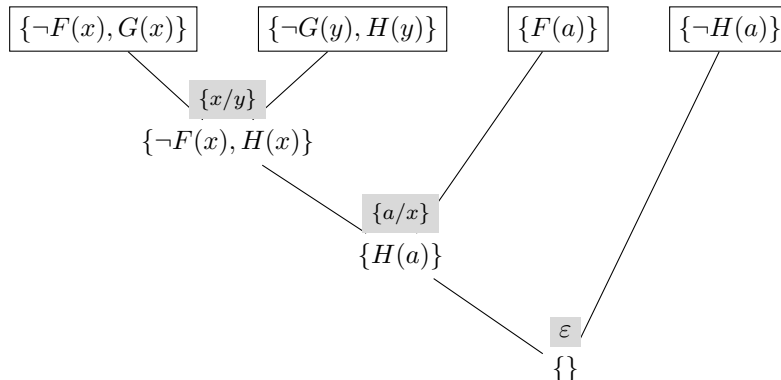 {¬F(x), G(x)} {¬G(y), H(y)} {F(a)} {¬H(a)}
{x/y}
{¬F(x), H(x)}
{a/x}
{H(a)}
ε
{}